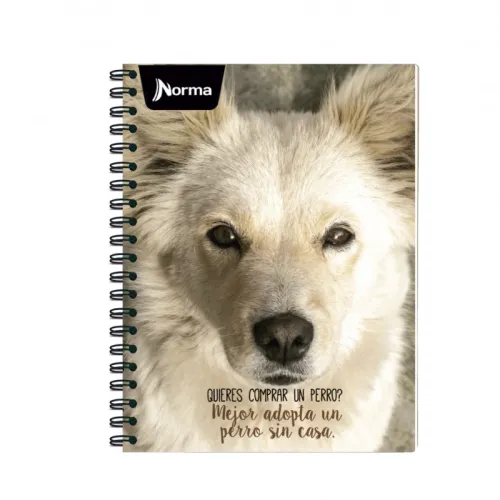 Norma
QUIERES COMPRAR UN PERRO?
Mejor adopta un
perro sin casa.